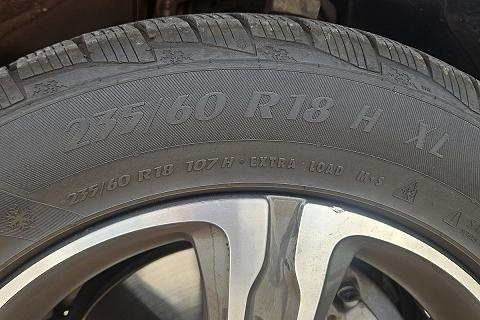 235/60 R18 H XL
235/60 R18 107H · EXTRA · LOAD M+S